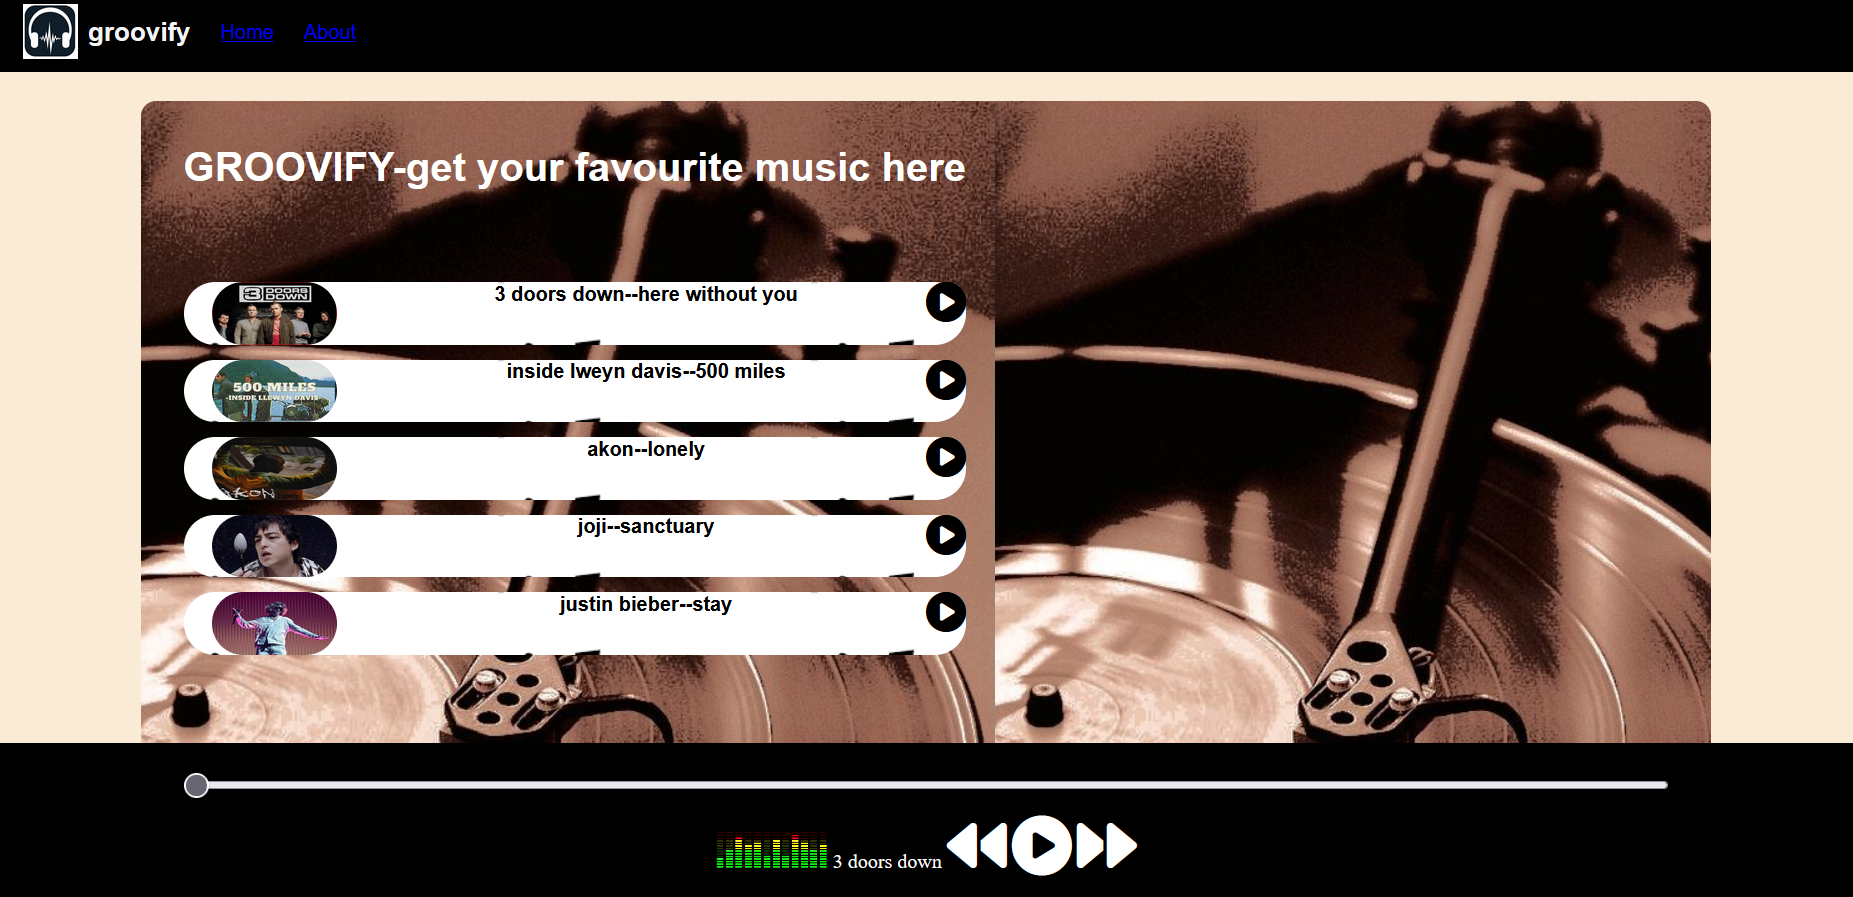 groovify Home About
GROOVIFY-get your favourite music here
3 DOORS DOWN
3 doors down--here without you
500 MILES
-INSIDE LLEWYN DAVIS
inside lweyn davis--500 miles
AKON
akon--lonely
joji--sanctuary
justin bieber--stay
3 doors down